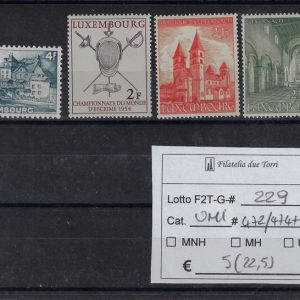 4F
MBOURG
LUXEMBOURG
2F
CHAMPIONNATS DU MONDE
D'ESCRIME 1954
LUXEMBOURG
LUXEMBOURG
Filatelia due Torri
Lotto F2T-G-# 229
Cat. UNI # 472/474+
MNH MH U
€ 5 (22,5)